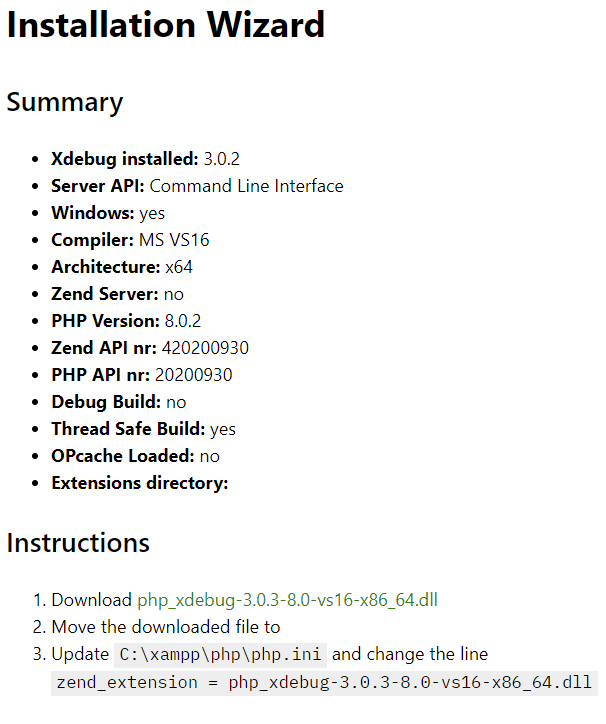 Installation Wizard
Summary
• Xdebug installed: 3.0.2
• Server API: Command Line Interface
• Windows: yes
• Compiler: MS VS16
• Architecture: x64
• Zend Server: no
• PHP Version: 8.0.2
• Zend API nr: 420200930
• PHP API nr: 20200930
• Debug Build: no
• Thread Safe Build: yes
• OPcache Loaded: no
• Extensions directory:
Instructions
1. Download php_xdebug-3.0.3-8.0-vs16-x86_64.dll
2. Move the downloaded file to
3. Update C:\xampp\php\php.ini and change the line
zend_extension = php_xdebug-3.0.3-8.0-vs16-x86_64.dll